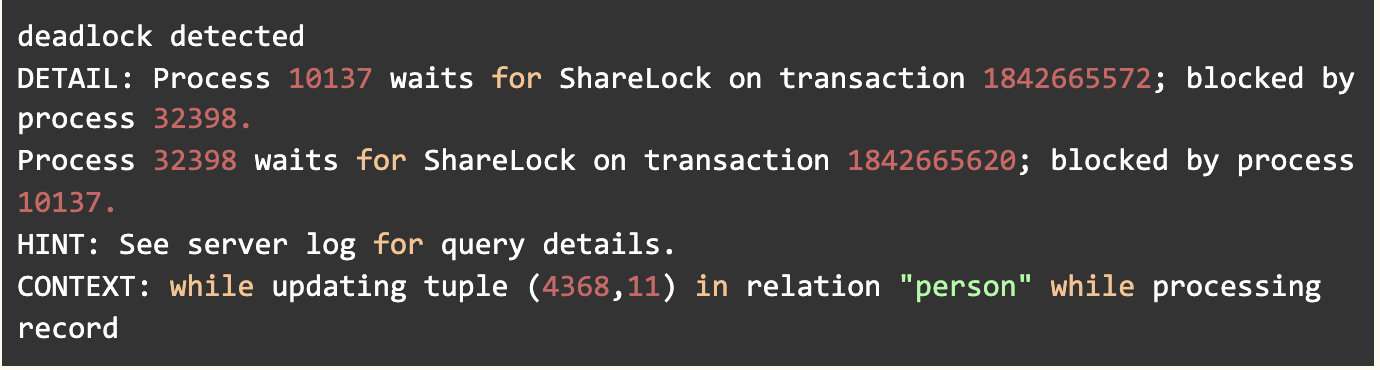 deadlock detected
DETAIL: Process 10137 waits for ShareLock on transaction 1842665572; blocked by
process 32398.
Process 32398 waits for ShareLock on transaction 1842665620; blocked by process
10137.
HINT: See server log for query details.
CONTEXT: while updating tuple (4368,11) in relation "person" while processing
record